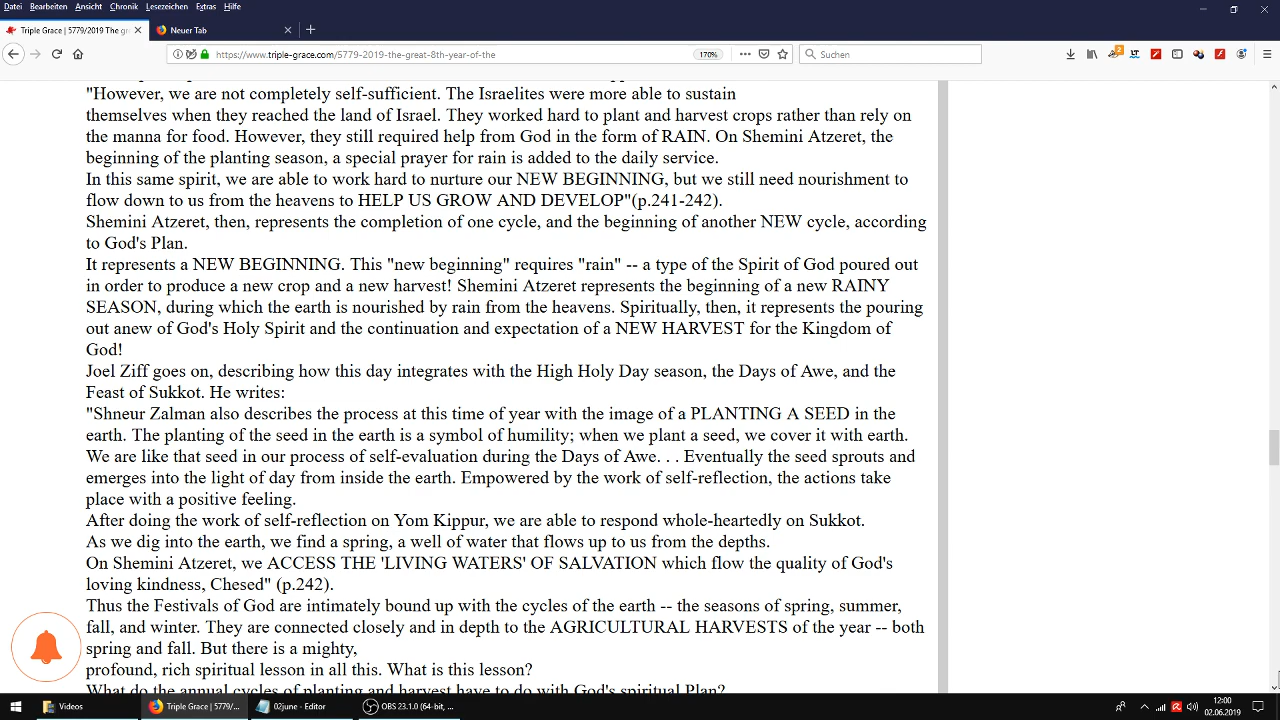 Datei Bearbeiten Ansicht Chronik Lesezeichen Extras Hilfe
Triple Grace | 5779/2019 The gr
Neuer Tab
https://www.triple-grace.com/5779-2019-the-great-8th-year-of-the
170%
Suchen
2
"However, we are not completely self-sufficient. The Israelites were more able to sustain
themselves when they reached the land of Israel. They worked hard to plant and harvest crops rather than rely on
the manna for food. However, they still required help from God in the form of RAIN. On Shemini Atzeret, the
beginning of the planting season, a special prayer for rain is added to the daily service.
In this same spirit, we are able to work hard to nurture our NEW BEGINNING, but we still need nourishment to
flow down to us from the heavens to HELP US GROW AND DEVELOP"(p.241-242).
Shemini Atzeret, then, represents the completion of one cycle, and the beginning of another NEW cycle, according
to God's Plan.
It represents a NEW BEGINNING. This "new beginning" requires "rain" -- a type of the Spirit of God poured out
in order to produce a new crop and a new harvest! Shemini Atzeret represents the beginning of a new RAINY
SEASON, during which the earth is nourished by rain from the heavens. Spiritually, then, it represents the pouring
out anew of God's Holy Spirit and the continuation and expectation of a NEW HARVEST for the Kingdom of
God!
Joel Ziff goes on, describing how this day integrates with the High Holy Day season, the Days of Awe, and the
Feast of Sukkot. He writes:
"Shneur Zalman also describes the process at this time of year with the image of a PLANTING A SEED in the
earth. The planting of the seed in the earth is a symbol of humility; when we plant a seed, we cover it with earth.
We are like that seed in our process of self-evaluation during the Days of Awe. . . Eventually the seed sprouts and
emerges into the light of day from inside the earth. Empowered by the work of self-reflection, the actions take
place with a positive feeling.
After doing the work of self-reflection on Yom Kippur, we are able to respond whole-heartedly on Sukkot.
As we dig into the earth, we find a spring, a well of water that flows up to us from the depths.
On Shemini Atzeret, we ACCESS THE 'LIVING WATERS' OF SALVATION which flow the quality of God's
loving kindness, Chesed" (p.242).
Thus the Festivals of God are intimately bound up with the cycles of the earth -- the seasons of spring, summer,
fall, and winter. They are connected closely and in depth to the AGRICULTURAL HARVESTS of the year -- both
spring and fall. But there is a mighty,
profound, rich spiritual lesson in all this. What is this lesson?
What do the annual cycles of planting and harvest have to do with God's spiritual Plan?
Videos
Triple Grace | 5779/...
02june - Editor
OBS 23.1.0 (64-bit, ...
12:00
02.06.2019